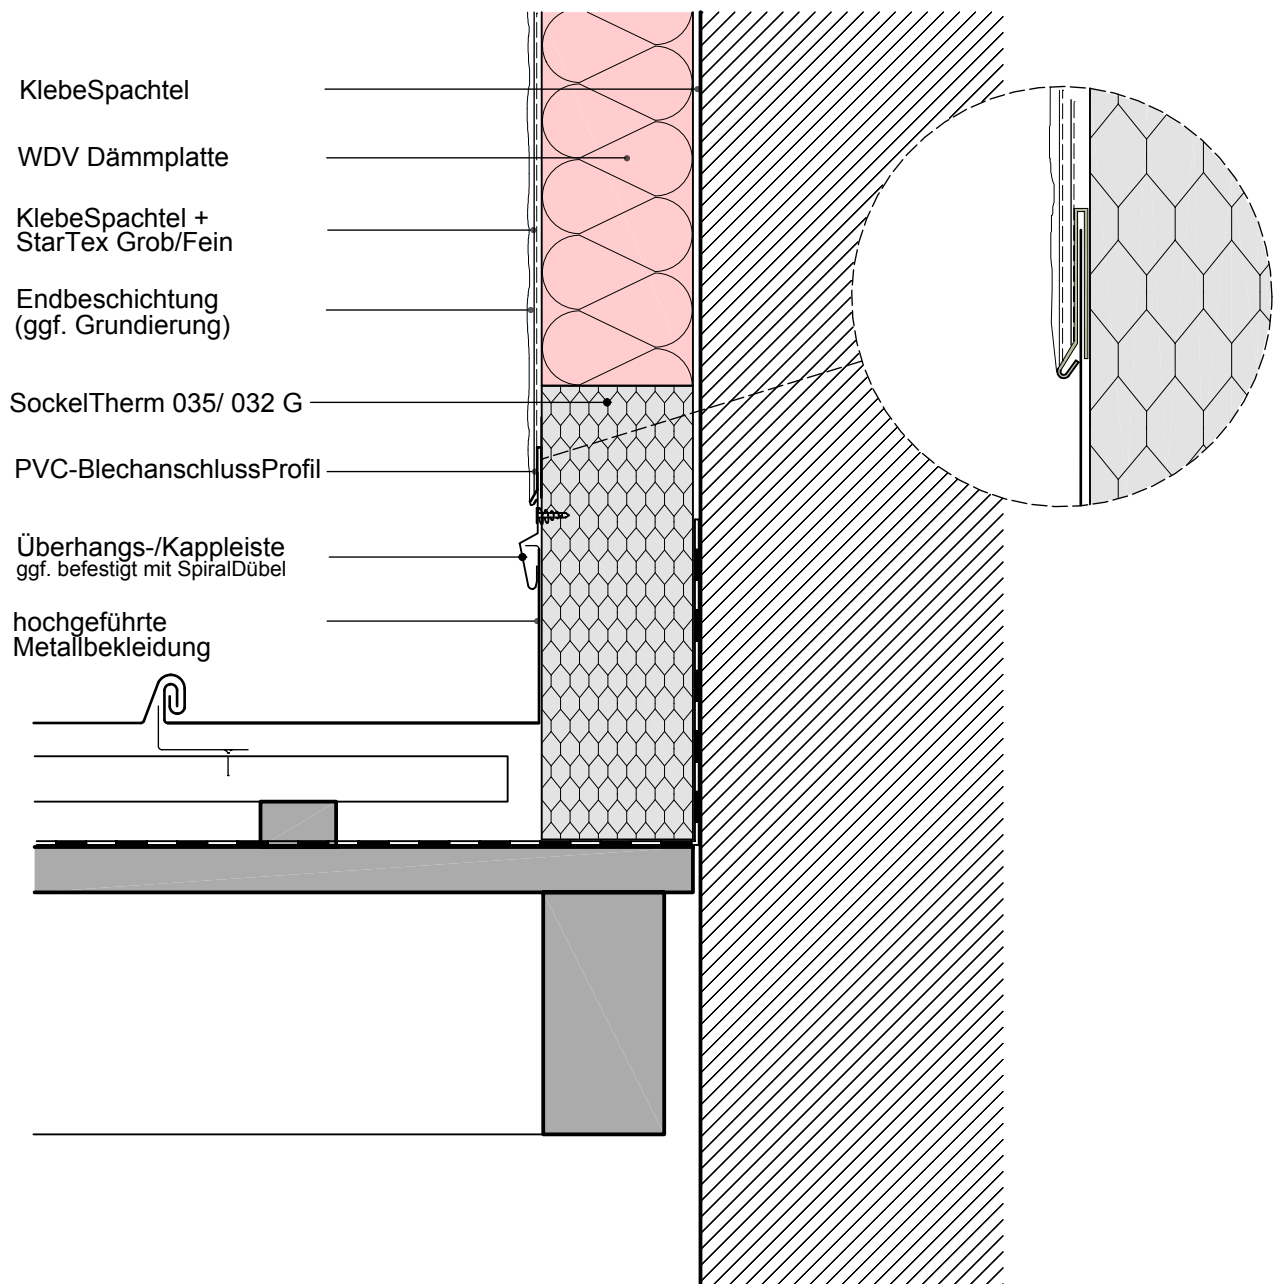 KlebeSpachtel
WDV Dämmplatte
KlebeSpachtel +
StarTex Grob/Fein
Endbeschichtung
(ggf. Grundierung)
SockelTherm 035/ 032 G
PVC-BlechanschlussProfil
Überhangs-/Kappleiste
ggf. befestigt mit SpiralDübel
hochgeführte
Metallbekleidung